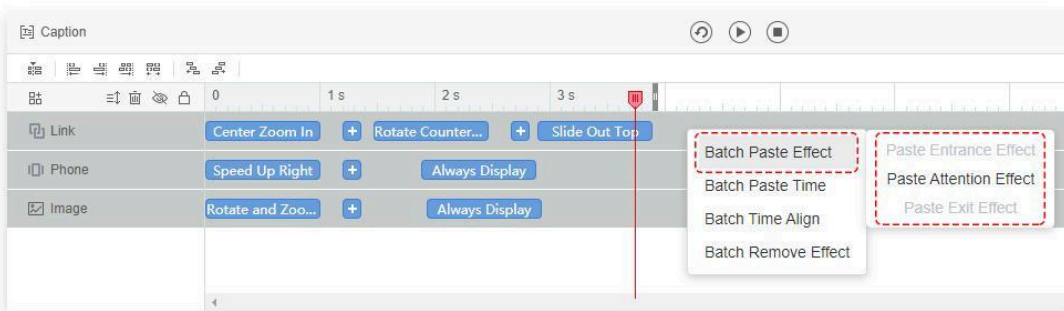 Caption
0 1 s 2 s 3 s
Link Center Zoom In + Rotate Counter... + Slide Out Top
Phone Speed Up Right + Always Display
Image Rotate and Zoo... + Always Display
Batch Paste Effect
Batch Paste Time
Batch Time Align
Batch Remove Effect
Paste Entrance Effect
Paste Attention Effect
Paste Exit Effect